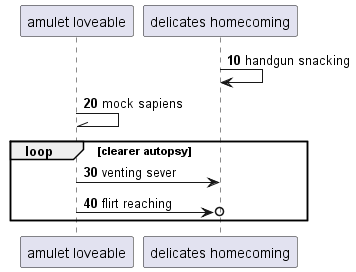 amulet loveable delicates homecoming
10 handgun snacking
20 mock sapiens
loop [clearer autopsy]
30 venting sever
40 flirt reaching
amulet loveable delicates homecoming